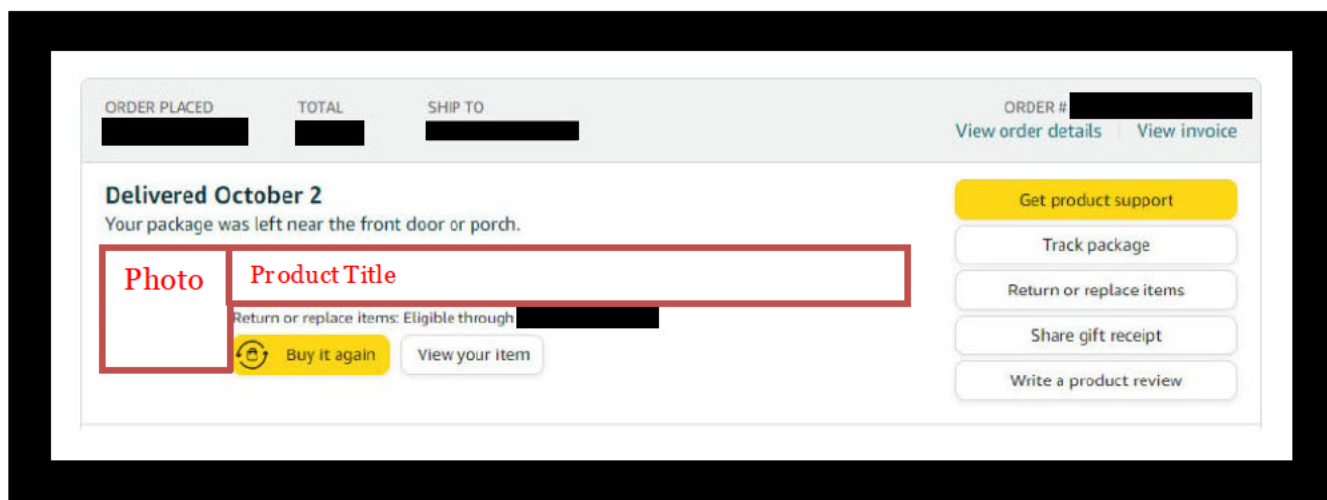 ORDER PLACED TOTAL SHIP TO ORDER #
View order details View invoice
Delivered October 2
Your package was left near the front door or porch.
Photo
Product Title
Return or replace items: Eligible through
Buy it again
View your item
Get product support
Track package
Return or replace items
Share gift receipt
Write a product review